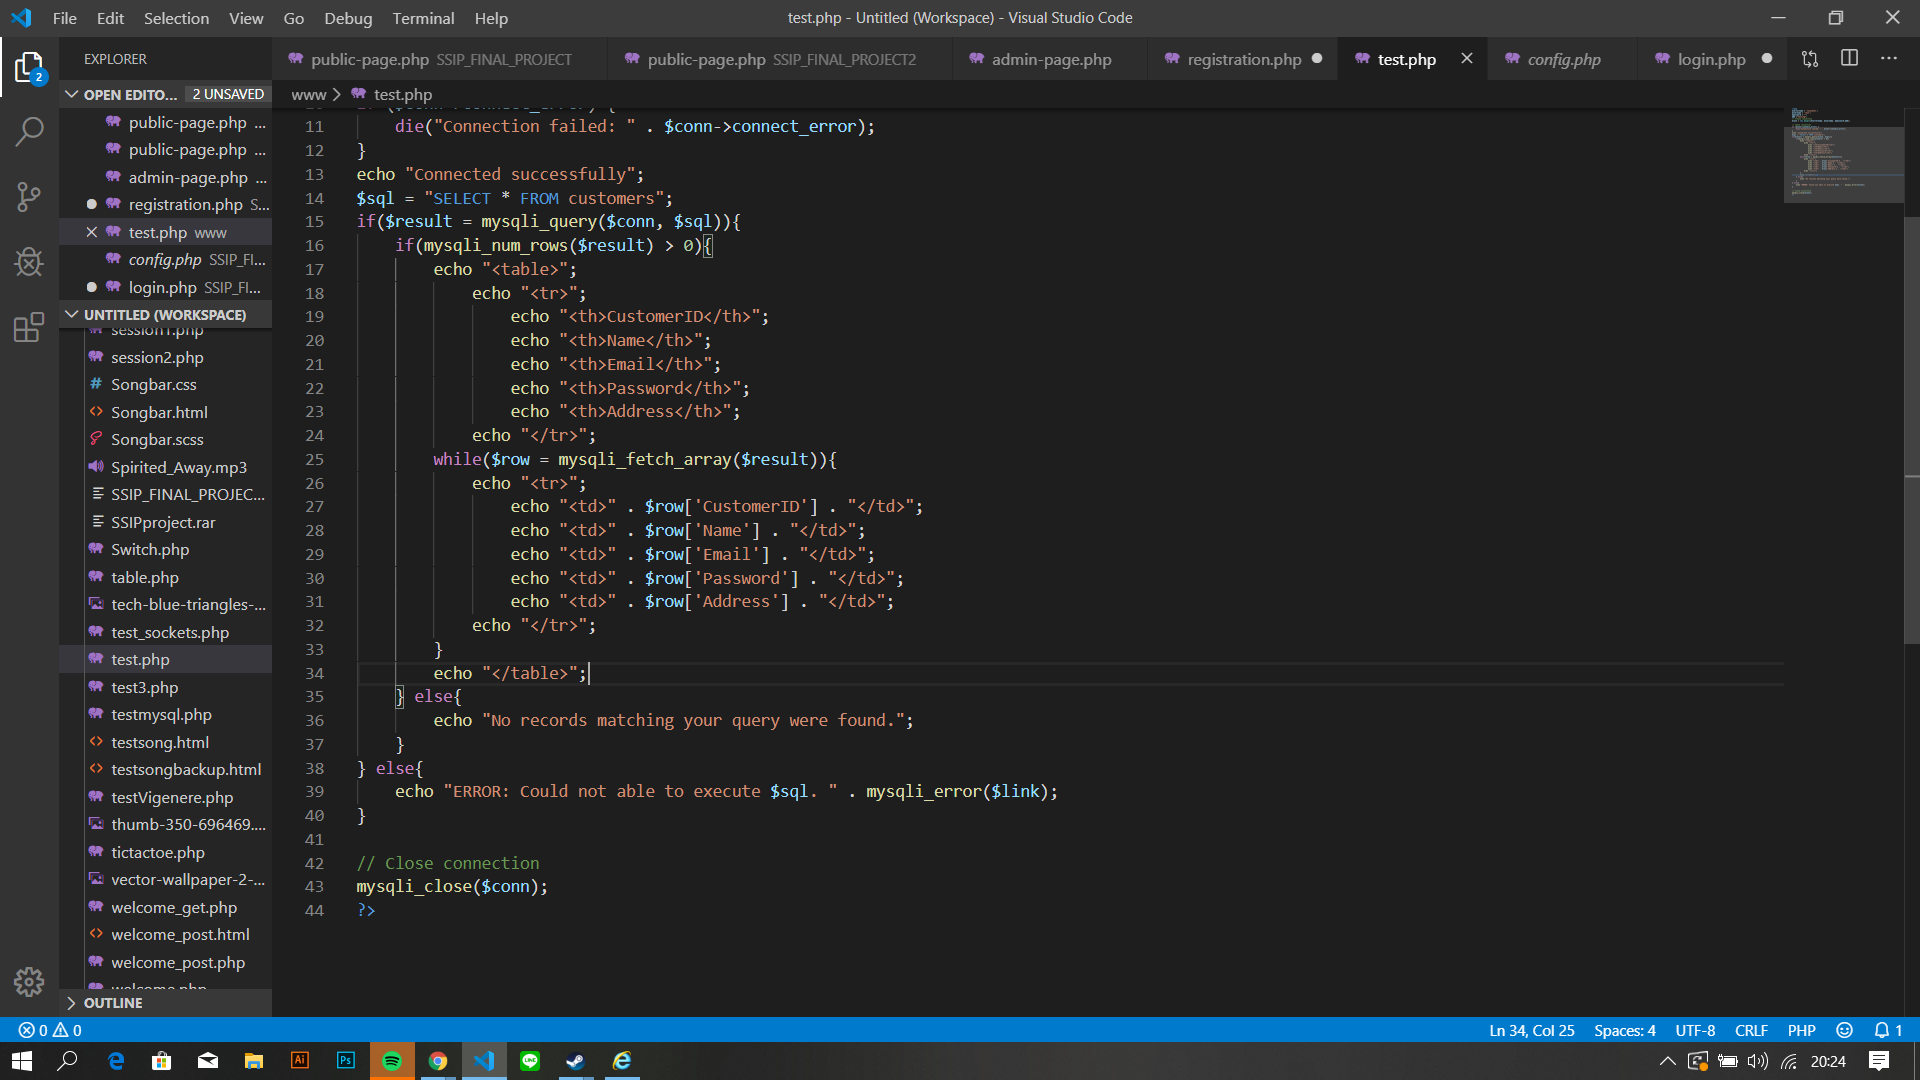 File Edit Selection View Go Debug Terminal Help
test.php - Untitled (Workspace) - Visual Studio Code
EXPLORER
public-page.php SSIP_FINAL_PROJECT
public-page.php SSIP_FINAL_PROJECT2
admin-page.php
registration.php
test.php
config.php
login.php
OPEN EDITO... 2 UNSAVED
public-page.php ...
public-page.php ...
admin-page.php ...
registration.php S...
test.php www
config.php SSIP_FI...
login.php SSIP_FI...
UNTITLED (WORKSPACE)
session1.php
session2.php
Songbar.css
Songbar.html
Songbar.scss
Spirited_Away.mp3
SSIP_FINAL_PROJEC...
SSIPproject.rar
Switch.php
table.php
tech-blue-triangles-...
test_sockets.php
test.php
test3.php
testmysql.php
testsong.html
testsongbackup.html
testVigenere.php
thumb-350-696469....
tictactoe.php
vector-wallpaper-2-...
welcome_get.php
welcome_post.html
welcome_post.php
welcome.php
OUTLINE
www > test.php
11 die("Connection failed: " . $conn->connect_error);
12 }
13 echo "Connected successfully";
14 $sql = "SELECT * FROM customers";
15 if($result = mysqli_query($conn, $sql)){
16 if(mysqli_num_rows($result) > 0){
17 echo "<table>";
18 echo "<tr>";
19 echo "<th>CustomerID</th>";
20 echo "<th>Name</th>";
21 echo "<th>Email</th>";
22 echo "<th>Password</th>";
23 echo "<th>Address</th>";
24 echo "</tr>";
25 while($row = mysqli_fetch_array($result)){
26 echo "<tr>";
27 echo "<td>" . $row['CustomerID'] . "</td>";
28 echo "<td>" . $row['Name'] . "</td>";
29 echo "<td>" . $row['Email'] . "</td>";
30 echo "<td>" . $row['Password'] . "</td>";
31 echo "<td>" . $row['Address'] . "</td>";
32 echo "</tr>";
33 }
34 echo "</table>";
35 } else{
36 echo "No records matching your query were found.";
37 }
38 } else{
39 echo "ERROR: Could not able to execute $sql. " . mysqli_error($link);
40 }
41
42 // Close connection
43 mysqli_close($conn);
44 ?>
0 0
Ln 34, Col 25 Spaces: 4 UTF-8 CRLF PHP 1
20:24